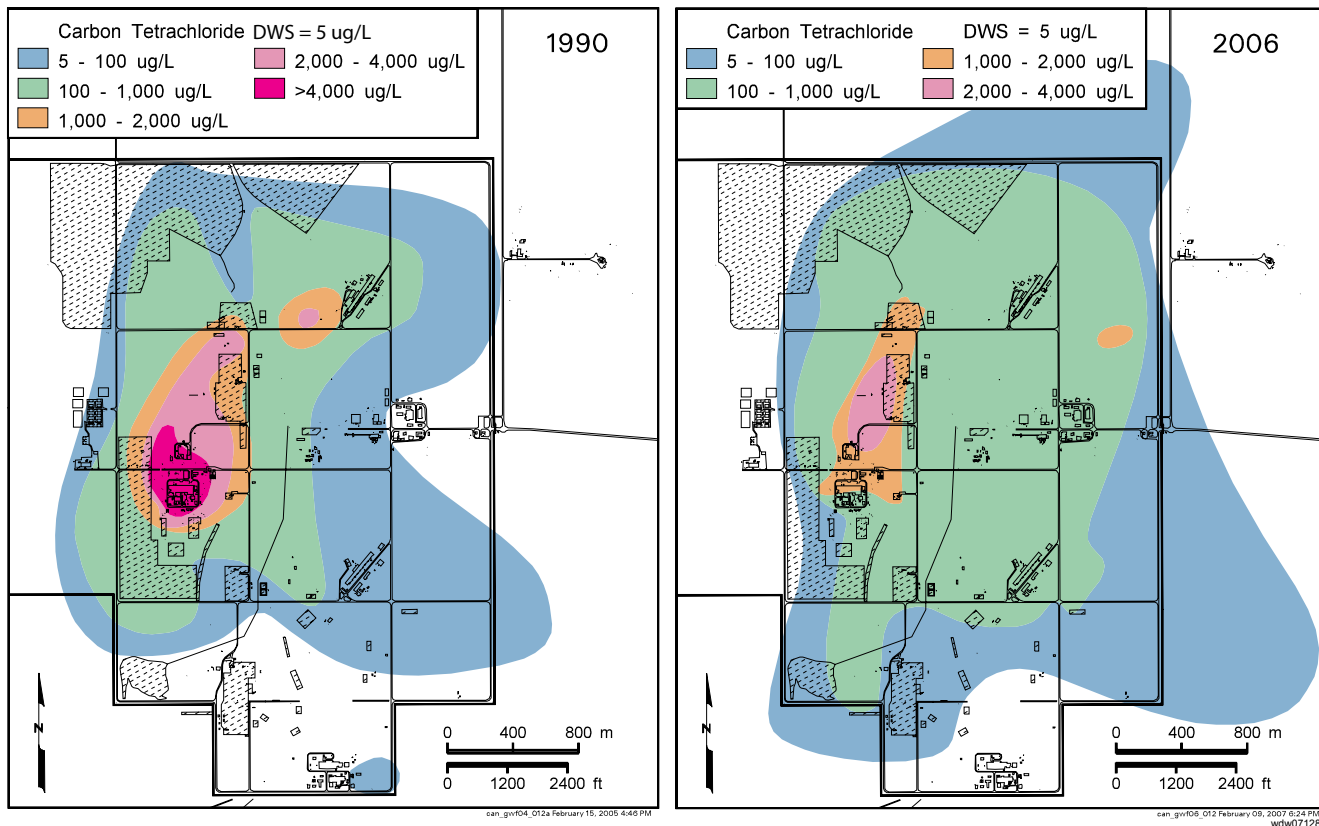 Carbon Tetrachloride DWS = 5 ug/L
5 - 100 ug/L
2,000 - 4,000 ug/L
100 - 1,000 ug/L
>4,000 ug/L
1,000 - 2,000 ug/L
1990
N
0 400 800 m
0 1200 2400 ft
can_gwf04_012a February 15, 2005 4:46 PM
Carbon Tetrachloride DWS = 5 ug/L
5 - 100 ug/L
1,000 - 2,000 ug/L
100 - 1,000 ug/L
2,000 - 4,000 ug/L
2006
N
0 400 800 m
0 1200 2400 ft
can_gwf06_012 February 09, 2007 6:24 PM
wdw07128